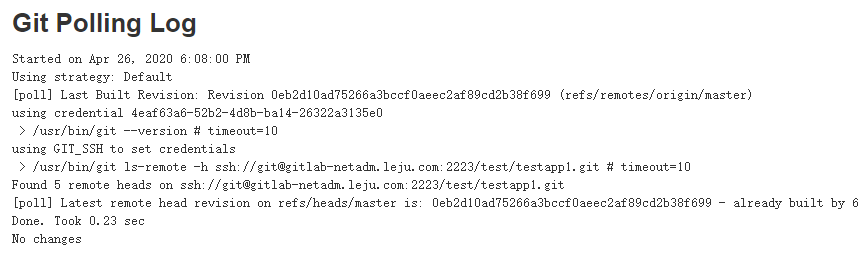 Git Polling Log
Started on Apr 26, 2020 6:08:00 PM
Using strategy: Default
[poll] Last Built Revision: Revision 0eb2d10ad75266a3bccf0aeec2af89cd2b38f699 (refs/remotes/origin/master)
using credential 4eaf63a6-52b2-4d8b-ba14-26322a3135e0
> /usr/bin/git --version # timeout=10
using GIT_SSH to set credentials
> /usr/bin/git ls-remote -h ssh://git@gitlab-netadm.leju.com:2223/test/testapp1.git # timeout=10
Found 5 remote heads on ssh://git@gitlab-netadm.leju.com:2223/test/testapp1.git
[poll] Latest remote head revision on refs/heads/master is: 0eb2d10ad75266a3bccf0aeec2af89cd2b38f699 - already built by 6
Done. Took 0.23 sec
No changes